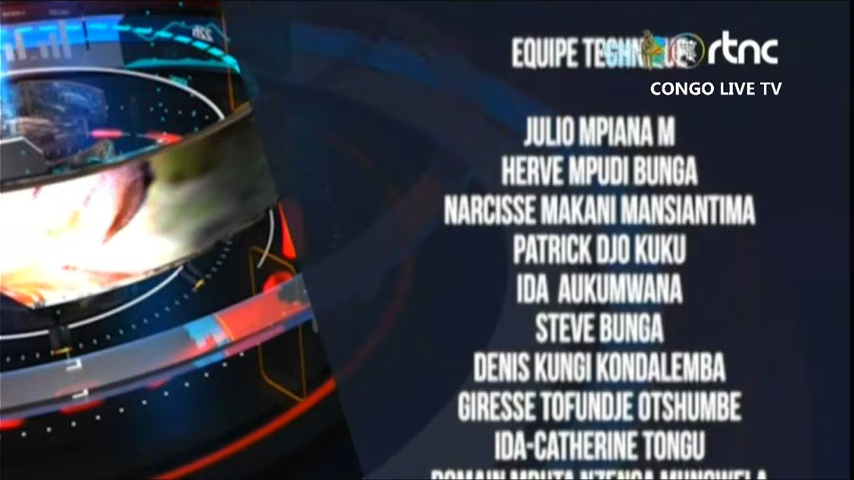 EQUIPE TECHNIQUE
rtnc
CONGO LIVE TV
JULIO MPIANA M
HERVE MPUDI BUNGA
NARCISSE MAKANI MANSIANTIMA
PATRICK DJO KUKU
IDA AUKUMWANA
STEVE BUNGA
DENIS KUNGI KONDALEMBA
GIRESSE TOFUNDJE OTSHUMBE
IDA-CATHERINE TONGU